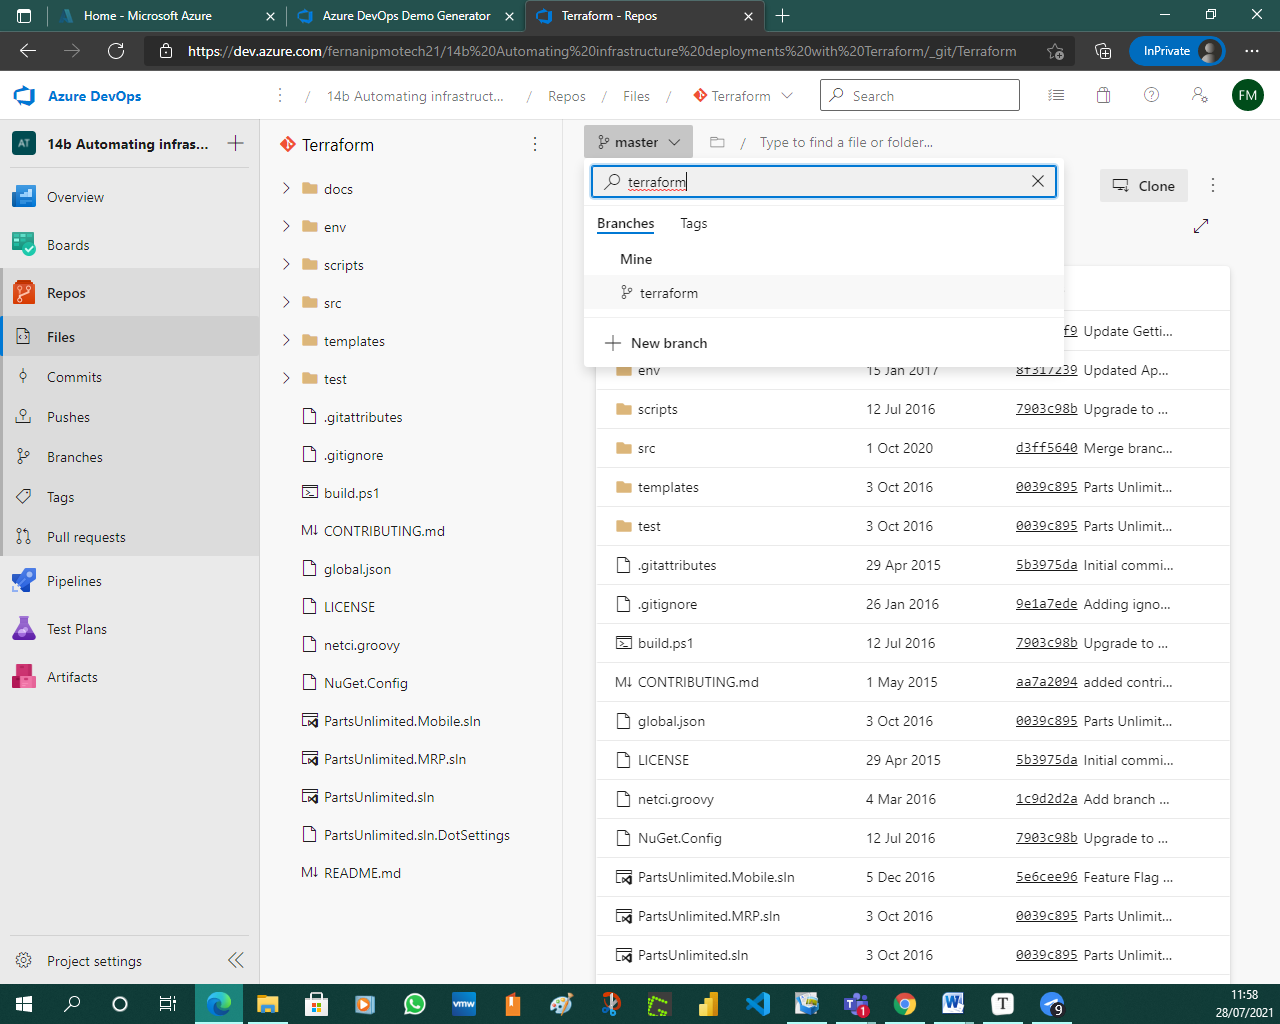 Home - Microsoft Azure
Azure DevOps Demo Generator
Terraform - Repos
https://dev.azure.com/fernanipmotech21/14b%20Automating%20infrastructure%20deployments%20with%20Terraform/_git/Terraform
InPrivate
Azure DevOps
/ 14b Automating infrastruct... / Repos / Files / Terraform
Search
FM
AT 14b Automating infras...
Overview
Boards
Repos
Files
Commits
Pushes
Branches
Tags
Pull requests
Pipelines
Test Plans
Artifacts
Project settings
Terraform
docs
env
scripts
src
templates
test
.gitattributes
.gitignore
build.ps1
M↓ CONTRIBUTING.md
global.json
LICENSE
netci.groovy
NuGet.Config
PartsUnlimited.Mobile.sln
PartsUnlimited.MRP.sln
PartsUnlimited.sln
PartsUnlimited.sln.DotSettings
M↓ README.md
master / Type to find a file or folder...
terraform
Branches Tags
Mine
terraform
New branch
Clone
f9 Update Getti...
env 15 Jan 2017 8f317239 Updated Ap...
scripts 12 Jul 2016 7903c98b Upgrade to ...
src 1 Oct 2020 d3ff5640 Merge branc...
templates 3 Oct 2016 0039c895 Parts Unlimit...
test 3 Oct 2016 0039c895 Parts Unlimit...
.gitattributes 29 Apr 2015 5b3975da Initial commi...
.gitignore 26 Jan 2016 9e1a7ede Adding igno...
build.ps1 12 Jul 2016 7903c98b Upgrade to ...
M↓ CONTRIBUTING.md 1 May 2015 aa7a2094 added contri...
global.json 3 Oct 2016 0039c895 Parts Unlimit...
LICENSE 29 Apr 2015 5b3975da Initial commi...
netci.groovy 4 Mar 2016 1c9d2d2a Add branch ...
NuGet.Config 12 Jul 2016 7903c98b Upgrade to ...
PartsUnlimited.Mobile.sln 5 Dec 2016 5e6cee96 Feature Flag ...
PartsUnlimited.MRP.sln 3 Oct 2016 0039c895 Parts Unlimit...
PartsUnlimited.sln 3 Oct 2016 0039c895 Parts Unlimit...
vmw
1
W
T
9
11:58
28/07/2021